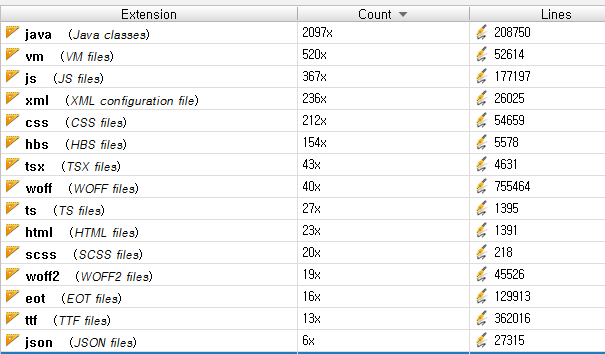 Extension Count Lines
java (Java classes) 2097x 208750
vm (VM files) 520x 52614
js (JS files) 367x 177197
xml (XML configuration file) 236x 26025
css (CSS files) 212x 54659
hbs (HBS files) 154x 5578
tsx (TSX files) 43x 4631
woff (WOFF files) 40x 755464
ts (TS files) 27x 1395
html (HTML files) 23x 1391
scss (SCSS files) 20x 218
woff2 (WOFF2 files) 19x 45526
eot (EOT files) 16x 129913
ttf (TTF files) 13x 362016
json (JSON files) 6x 27315